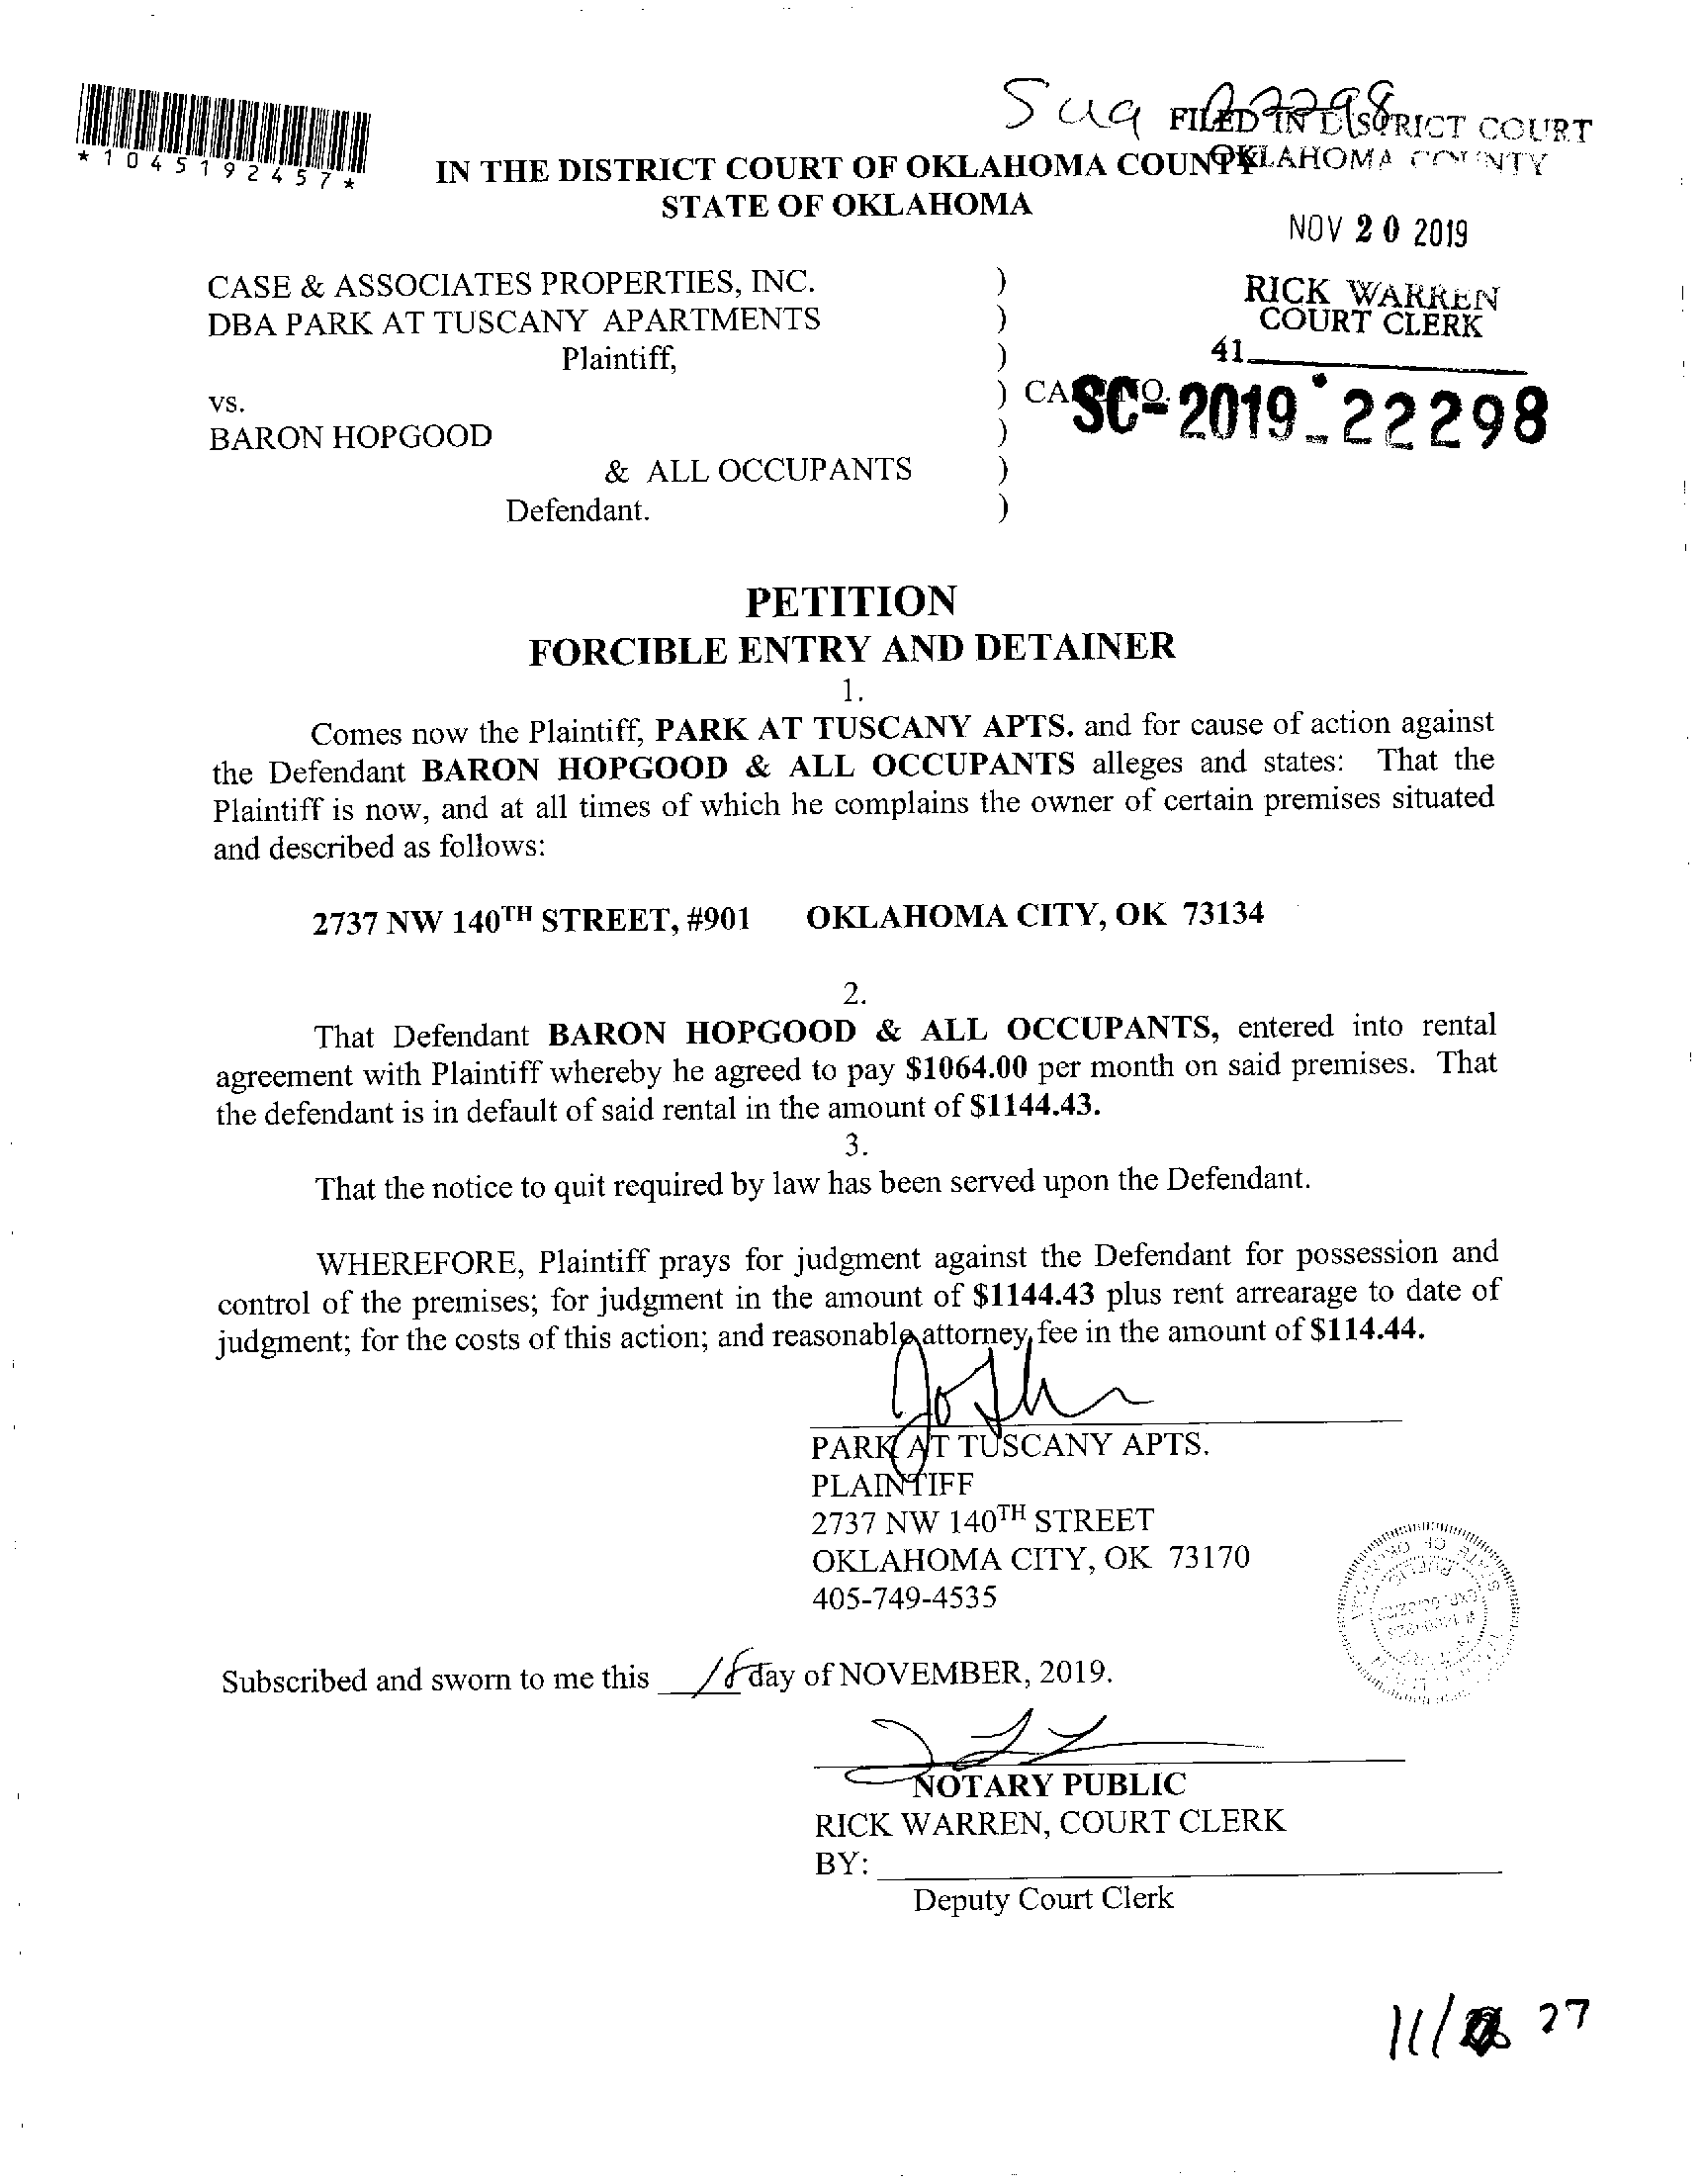 *1045192457*
FILED IN DISTRICT COURT
OKLAHOMA COUNTY
IN THE DISTRICT COURT OF OKLAHOMA COUNTY
STATE OF OKLAHOMA
NOV 20 2019
RICK WARREN
COURT CLERK
41
CASE & ASSOCIATES PROPERTIES, INC. )
DBA PARK AT TUSCANY APARTMENTS )
Plaintiff, )
vs. ) CASE NO. SC-2019-22298
BARON HOPGOOD )
& ALL OCCUPANTS )
Defendant. )
PETITION
FORCIBLE ENTRY AND DETAINER
1.
Comes now the Plaintiff, PARK AT TUSCANY APTS. and for cause of action against
the Defendant BARON HOPGOOD & ALL OCCUPANTS alleges and states: That the
Plaintiff is now, and at all times of which he complains the owner of certain premises situated
and described as follows:
2737 NW 140TH STREET, #901 OKLAHOMA CITY, OK 73134
2.
That Defendant BARON HOPGOOD & ALL OCCUPANTS, entered into rental
agreement with Plaintiff whereby he agreed to pay $1064.00 per month on said premises. That
the defendant is in default of said rental in the amount of $1144.43.
3.
That the notice to quit required by law has been served upon the Defendant.
WHEREFORE, Plaintiff prays for judgment against the Defendant for possession and
control of the premises; for judgment in the amount of $1144.43 plus rent arrearage to date of
judgment; for the costs of this action; and reasonable attorney fee in the amount of $114.44.
PARK AT TUSCANY APTS.
PLAINTIFF
2737 NW 140TH STREET
OKLAHOMA CITY, OK 73170
405-749-4535
Subscribed and sworn to me this 18 day of NOVEMBER, 2019.
NOTARY PUBLIC
RICK WARREN, COURT CLERK
BY:
Deputy Court Clerk
11/ 27